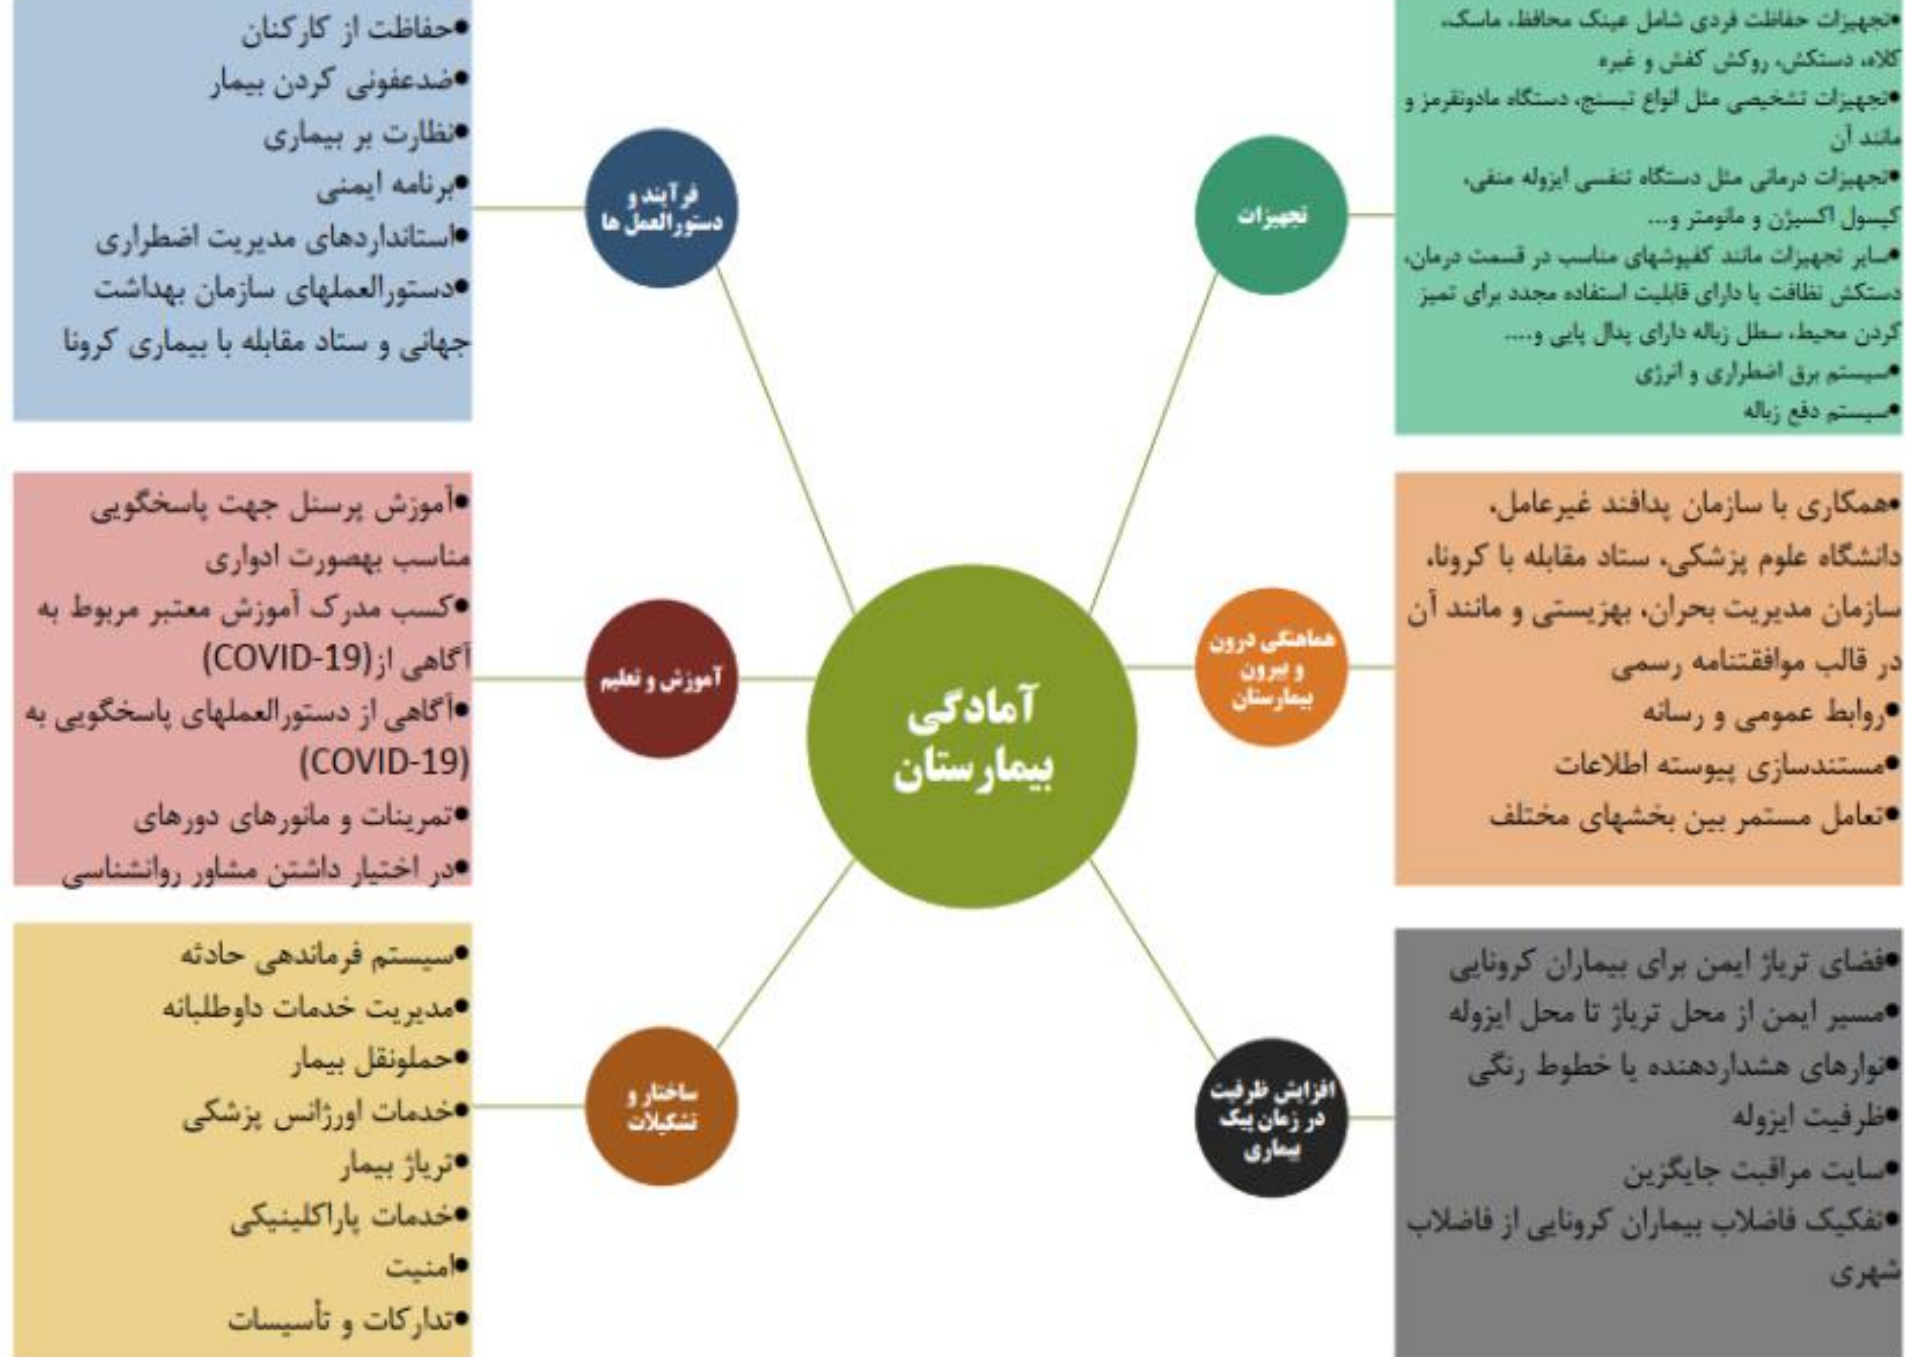 •تجهیزات حفاظت فردی شامل عینک محافظ، ماسک،
کلاه، دستکش، روکش کفش و غیره
•تجهیزات تشخیصی مثل انواع تبسنج، دستگاه مادونقرمز و
مانند آن
•تجهیزات درمانی مثل دستگاه تنفسی ایزوله منفی،
کپسول اکسیژن و مانومتر و...
•سایر تجهیزات مانند کفپوشهای مناسب در قسمت درمان،
دستکش نظافت با دارای قابلیت استفاده مجدد برای تمیز
کردن محیط، سطل زباله دارای پدال پایی و....
•سیستم برق اضطراری و انرژی
•سیستم دفع زباله
تجهیزات
•همکاری با سازمان پدافند غیرعامل،
دانشگاه علوم پزشکی، ستاد مقابله با کرونا،
سازمان مدیریت بحران، بهزیستی و مانند آن
در قالب موافقتنامه رسمی
•روابط عمومی و رسانه
•مستندسازی پیوسته اطلاعات
•تعامل مستمر بین بخشهای مختلف
هماهنگی درون
و بیرون
بیمارستان
•فضای تریاژ ایمن برای بیماران کرونایی
•مسیر ایمن از محل تریاژ تا محل ایزوله
•نوارهای هشداردهنده یا خطوط رنگی
•ظرفیت ایزوله
•سایت مراقبت جایگزین
•تفکیک فاضلاب بیماران کرونایی از فاضلاب
شهری
افزایش ظرفیت
در زمان پیک
بیماری
آمادگی
بیمارستان
فرآیند و
دستورالعمل ها
•حفاظت از کارکنان
•ضدعفونی کردن بیمار
•نظارت بر بیماری
•برنامه ایمنی
•استانداردهای مدیریت اضطراری
•دستورالعملهای سازمان بهداشت
جهانی و ستاد مقابله با بیماری کرونا
آموزش و تعلیم
•آموزش پرسنل جهت پاسخگویی
مناسب بهصورت ادواری
•کسب مدرک آموزش معتبر مربوط به
آگاهی از (COVID-19)
•آگاهی از دستورالعملهای پاسخگویی به
(COVID-19)
•تمرینات و مانورهای دورهای
•در اختیار داشتن مشاور روانشناسی
ساختار و
تشکیلات
•سیستم فرماندهی حادثه
•مدیریت خدمات داوطلبانه
•حملونقل بیمار
•خدمات اورژانس پزشکی
•تریاژ بیمار
•خدمات پاراکلینیکی
•امنیت
•تدارکات و تأسیسات